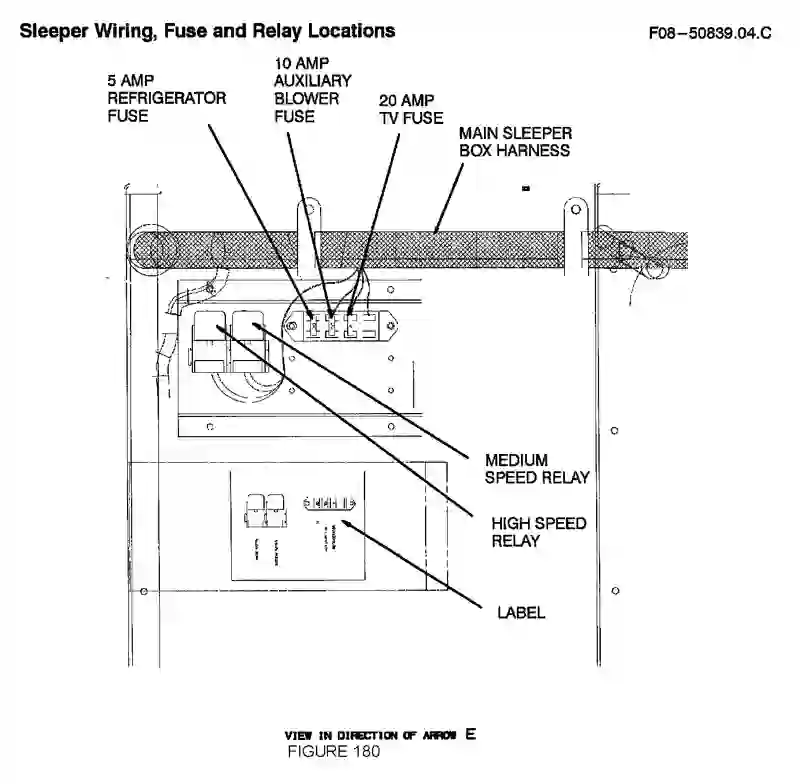 Sleeper Wiring, Fuse and Relay Locations
F08-50839.04.C
5 AMP
REFRIGERATOR
FUSE
10 AMP
AUXILIARY
BLOWER
FUSE
20 AMP
TV FUSE
MAIN SLEEPER
BOX HARNESS
MEDIUM
SPEED RELAY
HIGH SPEED
RELAY
LABEL
VIEW IN DIRECTION OF ARROW E
FIGURE 180